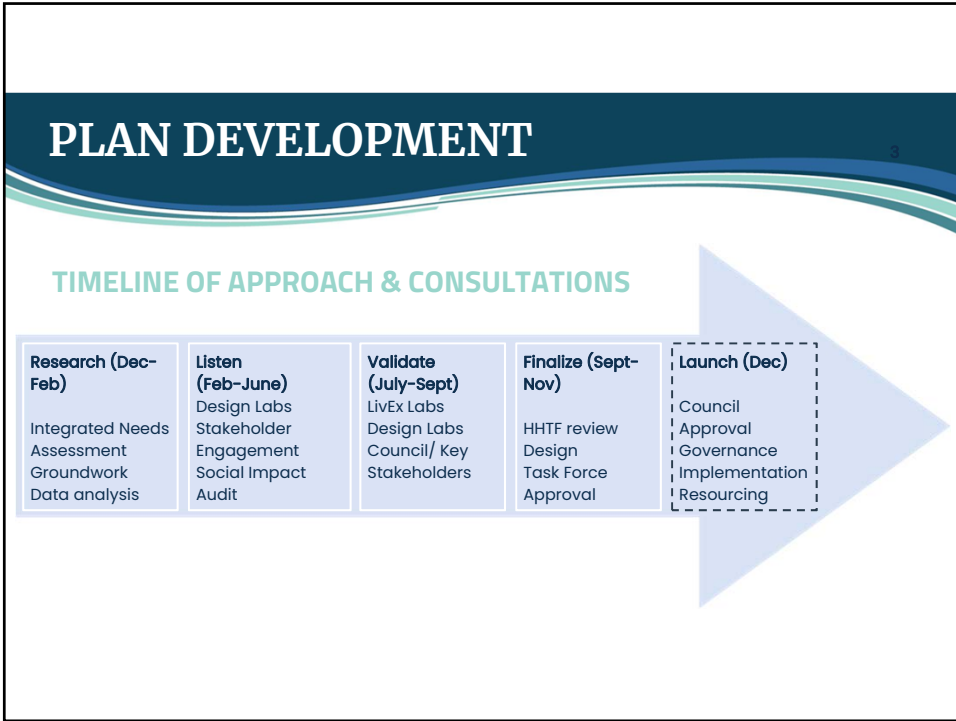 PLAN DEVELOPMENT
3
TIMELINE OF APPROACH & CONSULTATIONS
Research (Dec-
Feb)
Integrated Needs
Assessment
Groundwork
Data analysis
Listen
(Feb-June)
Design Labs
Stakeholder
Engagement
Social Impact
Audit
Validate
(July-Sept)
LivEx Labs
Design Labs
Council/ Key
Stakeholders
Finalize (Sept-
Nov)
HHTF review
Design
Task Force
Approval
Launch (Dec)
Council
Approval
Governance
Implementation
Resourcing